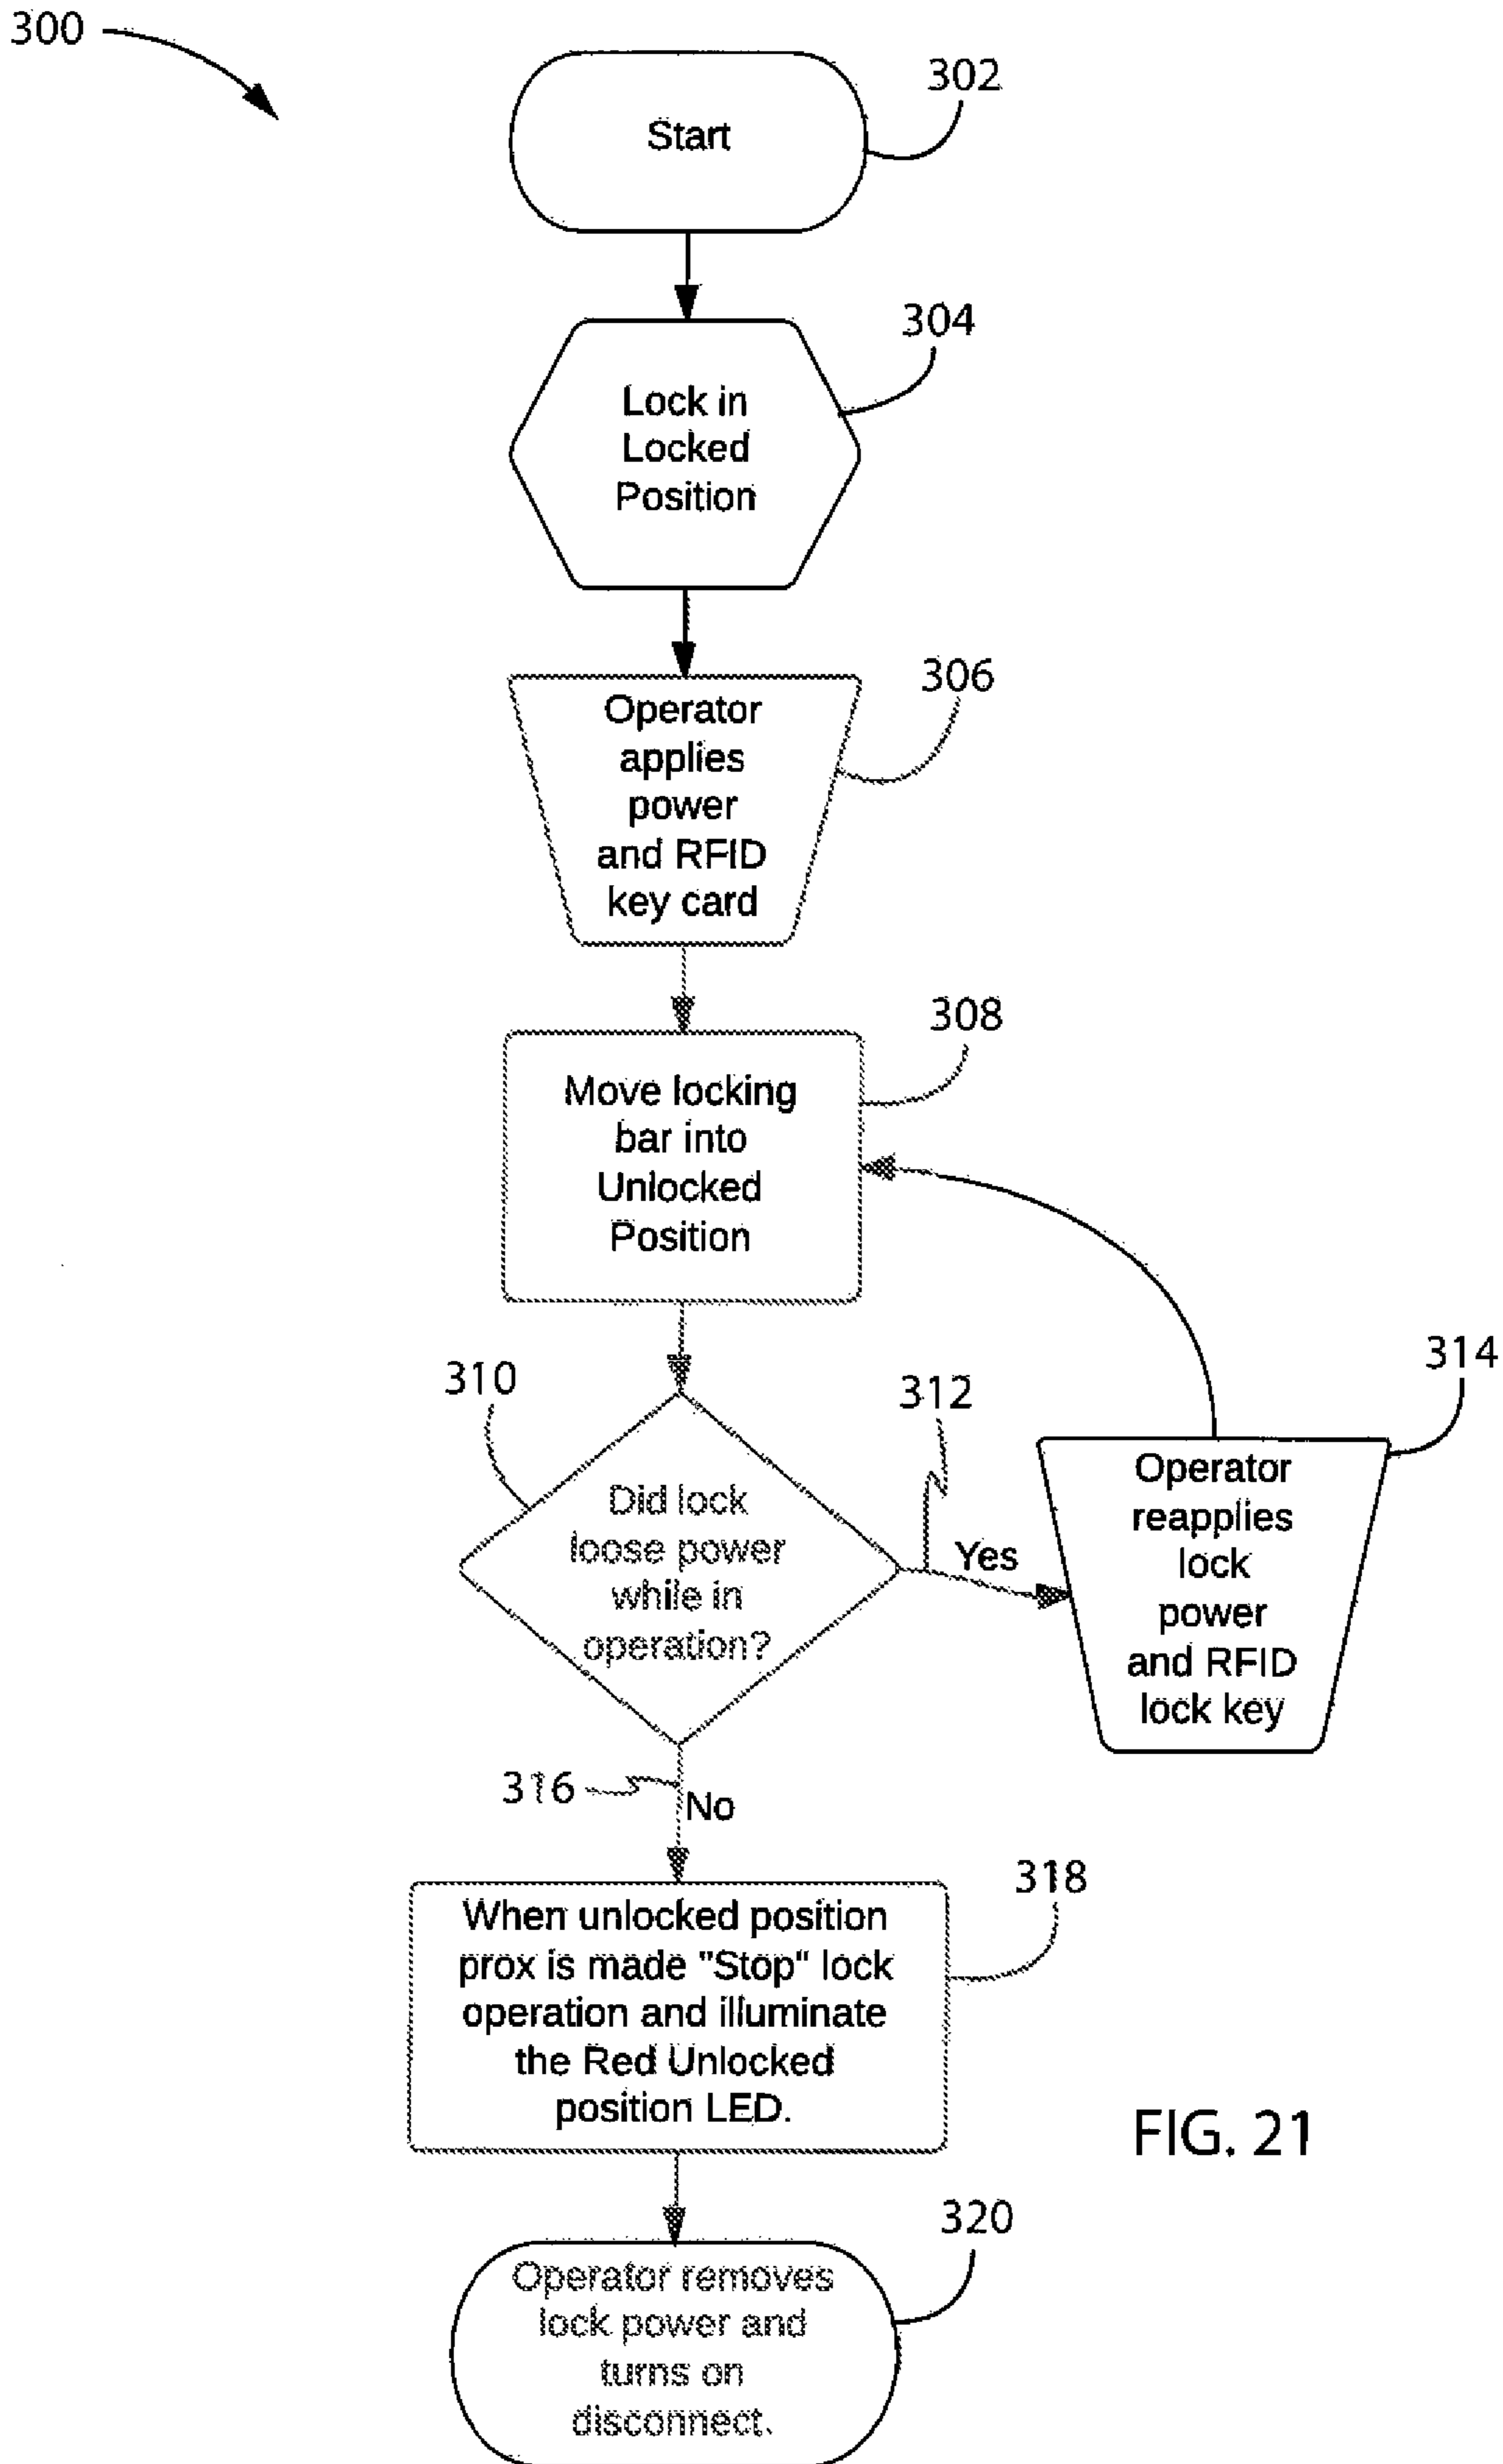 300
302
Start
304
Lock in
Locked
Position
306
Operator
applies
power
and RFID
key card
308
Move locking
bar into
Unlocked
Position
310
Did lock
loose power
while in
operation?
312
Yes
314
Operator
reapplies
lock
power
and RFID
lock key
316
No
318
When unlocked position
prox is made "Stop" lock
operation and illuminate
the Red Unlocked
position LED.
FIG. 21
320
Operator removes
lock power and
turns on
disconnect.